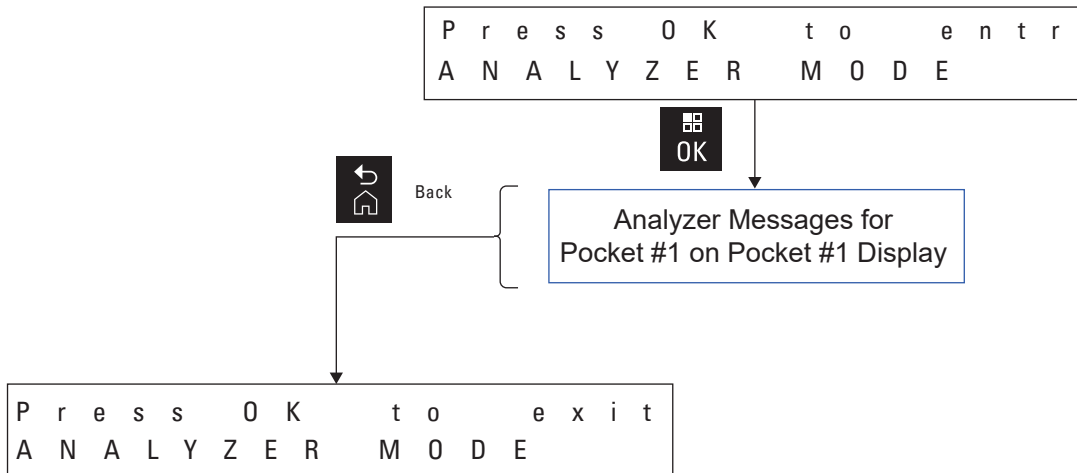 Press OK to entr
ANALYZER MODE
OK
Back
Analyzer Messages for
Pocket #1 on Pocket #1 Display
Press OK to exit
ANALYZER MODE